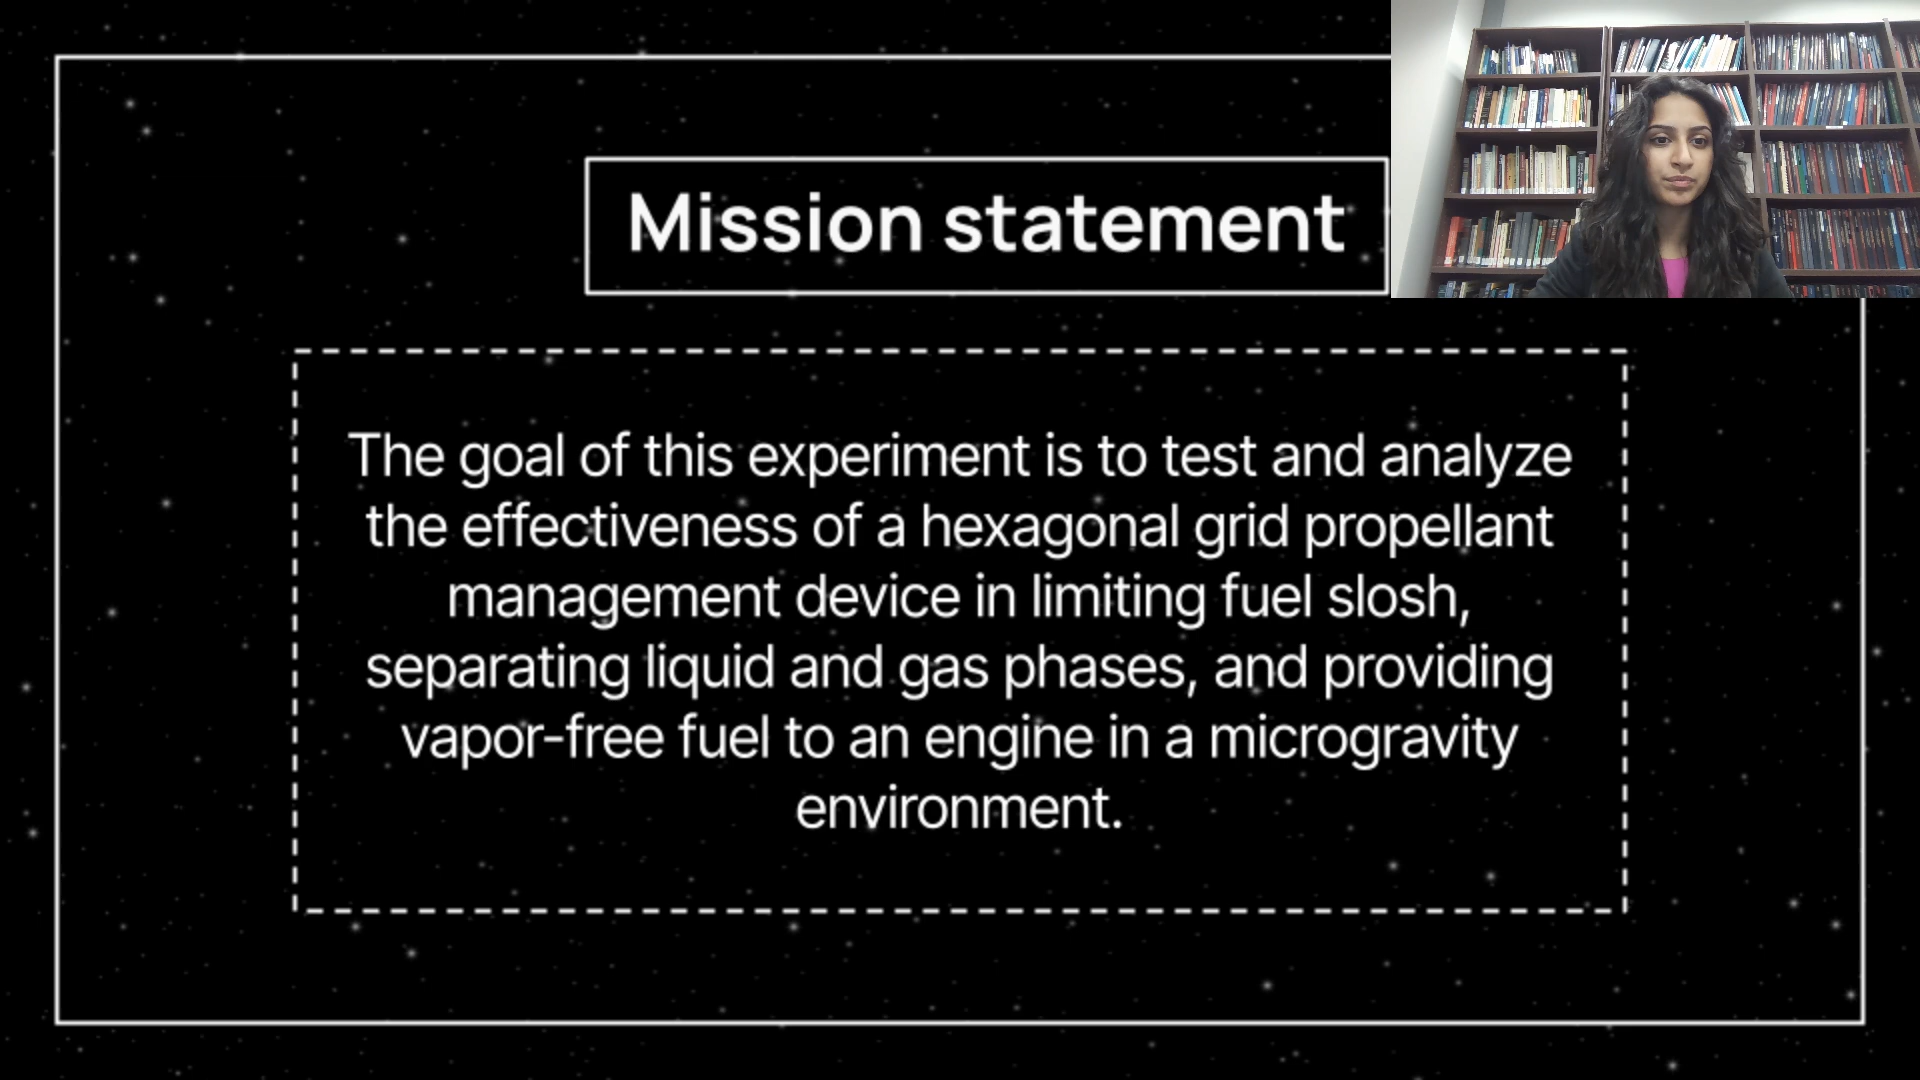 Mission statement
The goal of this experiment is to test and analyze
the effectiveness of a hexagonal grid propellant
management device in limiting fuel slosh,
separating liquid and gas phases, and providing
vapor-free fuel to an engine in a microgravity
environment.